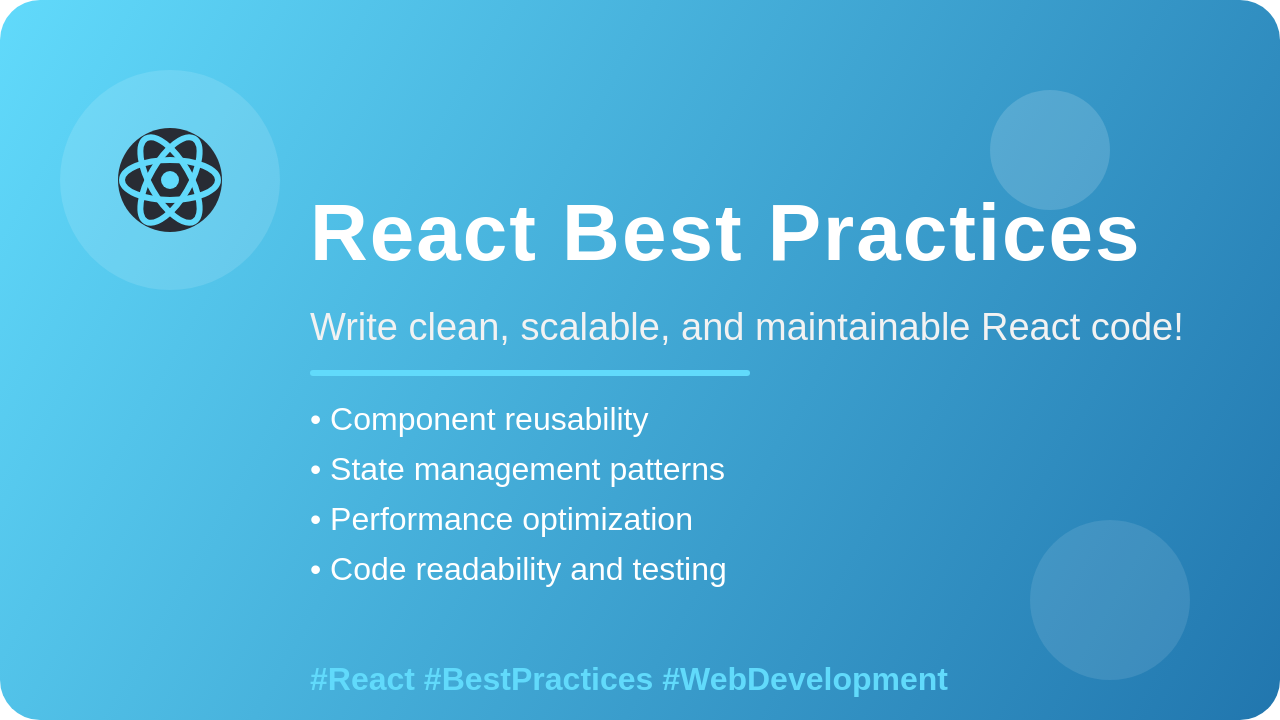 React Best Practices
Write clean, scalable, and maintainable React code!
• Component reusability
• State management patterns
• Performance optimization
• Code readability and testing
#React #BestPractices #WebDevelopment